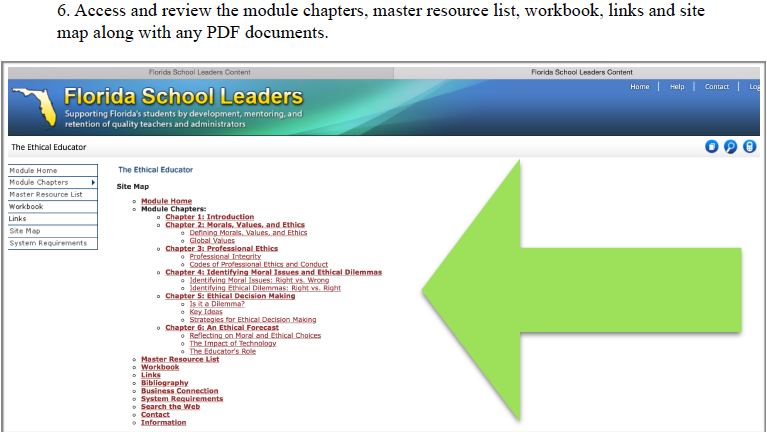 6. Access and review the module chapters, master resource list, workbook, links and site
map along with any PDF documents.
Florida School Leaders Content
Florida School Leaders Content
Florida School Leaders
Supporting Florida's students by development, mentoring, and
retention of quality teachers and administrators
Home | Help | Contact |
The Ethical Educator
Module Home
Module Chapters
Master Resource List
Workbook
Links
Site Map
System Requirements
The Ethical Educator
Site Map
Module Home
Module Chapters:
Chapter 1: Introduction
Chapter 2: Morals, Values, and Ethics
Defining Morals, Values, and Ethics
Global Values
Chapter 3: Professional Ethics
Professional Integrity
Codes of Professional Ethics and Conduct
Chapter 4: Identifying Moral Issues and Ethical Dilemmas
Identifying Moral Issues: Right vs. Wrong
Identifying Ethical Dilemmas: Right vs. Right
Chapter 5: Ethical Decision Making
Is it a Dilemma?
Key Ideas
Strategies for Ethical Decision Making
Chapter 6: An Ethical Forecast
Reflecting on Moral and Ethical Choices
The Impact of Technology
The Educator's Role
Master Resource List
Workbook
Links
Bibliography
Business Connection
System Requirements
Search the Web
Contact
Information